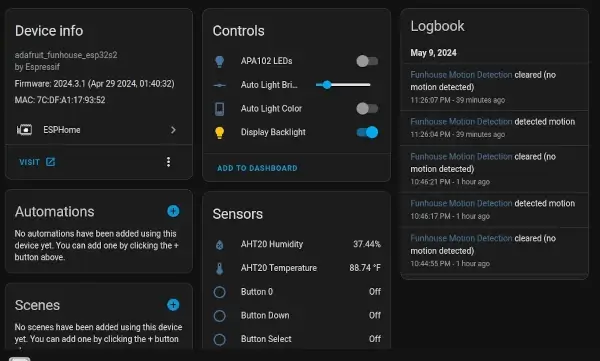 Device info
adafruit_funhouse_esp32s2
by Espressif
Firmware: 2024.3.1 (Apr 29 2024, 01:40:32)
MAC: 7C:DF:A1:17:93:52
ESPHome
VISIT
Automations
No automations have been added using this
device yet. You can add one by clicking the +
button above.
Scenes
No scenes have been added using this device
yet. You can add one by clicking the + button
Controls
APA102 LEDs
Auto Light Bri...
Auto Light Color
Display Backlight
ADD TO DASHBOARD
Sensors
AHT20 Humidity 37.44%
AHT20 Temperature 88.74 °F
Button 0 Off
Button Down Off
Button Select Off
Logbook
May 9, 2024
Funhouse Motion Detection cleared (no
motion detected)
11:26:07 PM - 39 minutes ago
Funhouse Motion Detection detected motion
11:26:04 PM - 39 minutes ago
Funhouse Motion Detection cleared (no
motion detected)
10:46:21 PM - 1 hour ago
Funhouse Motion Detection detected motion
10:46:17 PM - 1 hour ago
Funhouse Motion Detection cleared (no
motion detected)
10:44:55 PM - 1 hour ago